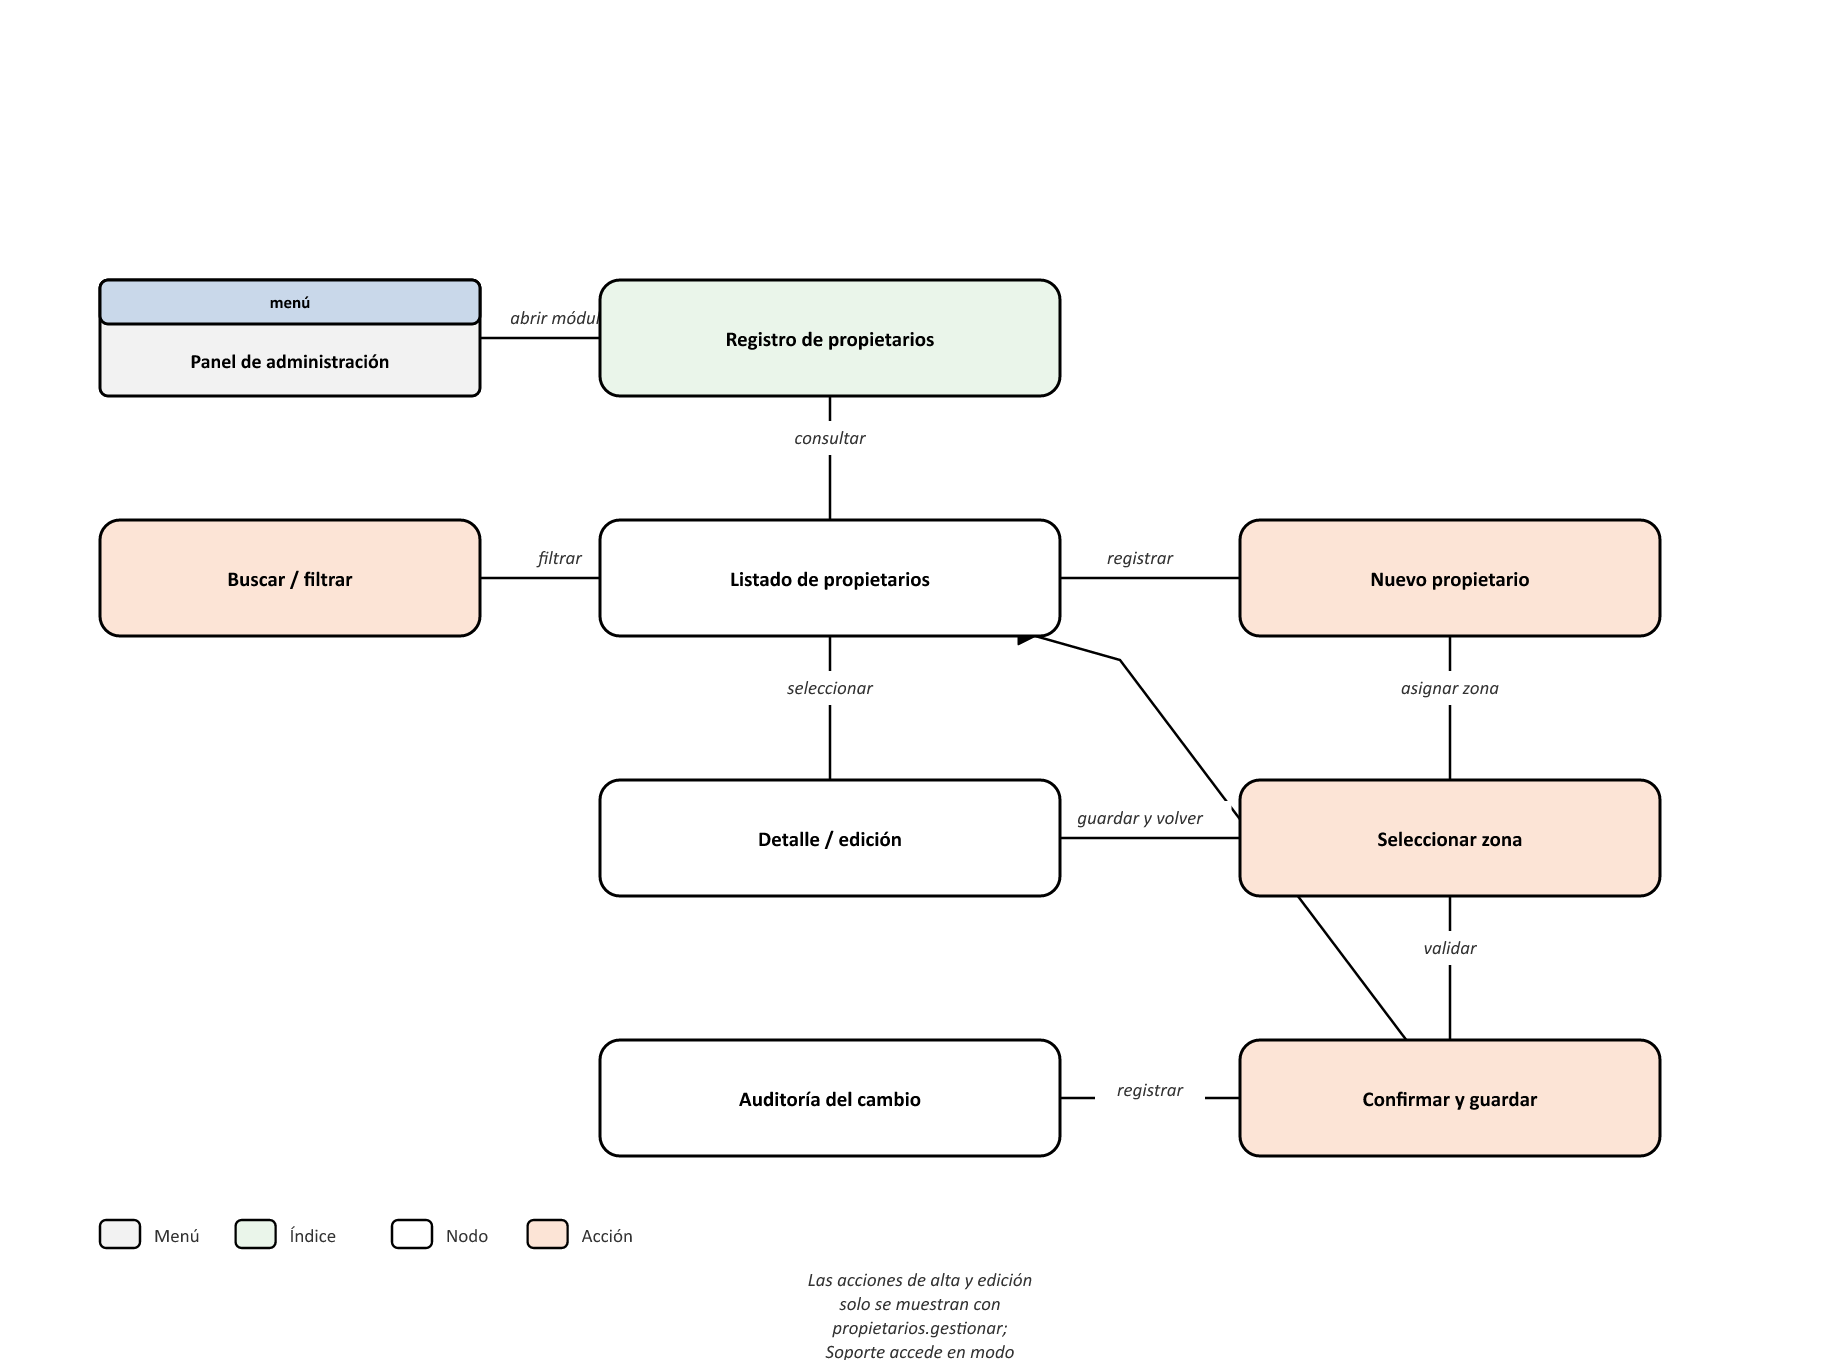 menú
Panel de administración
abrir módul
Registro de propietarios
consultar
Buscar / filtrar
filtrar
Listado de propietarios
registrar
Nuevo propietario
seleccionar
asignar zona
Detalle / edición
guardar y volver
Seleccionar zona
validar
Auditoría del cambio
registrar
Confirmar y guardar
Menú
Índice
Nodo
Acción
Las acciones de alta y edición
solo se muestran con
propietarios.gestionar;
Soporte accede en modo